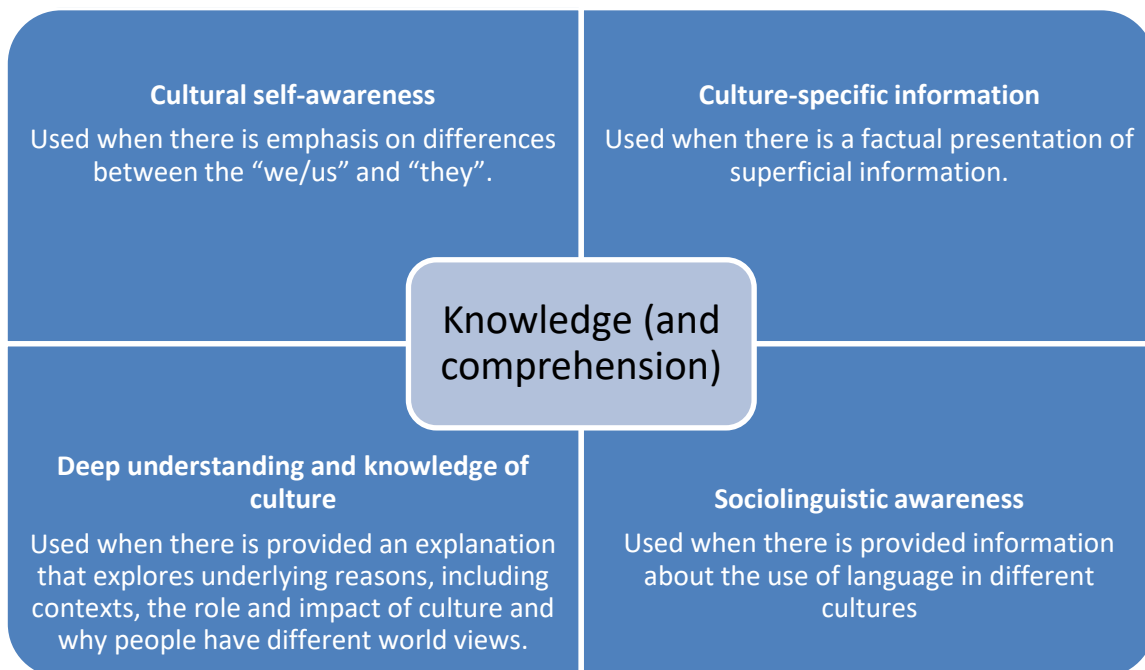 Cultural self-awareness
Used when there is emphasis on differences
between the “we/us” and “they”.
Culture-specific information
Used when there is a factual presentation of
superficial information.
Knowledge (and
comprehension)
Deep understanding and knowledge of
culture
Used when there is provided an explanation
that explores underlying reasons, including
contexts, the role and impact of culture and
why people have different world views.
Sociolinguistic awareness
Used when there is provided information
about the use of language in different
cultures